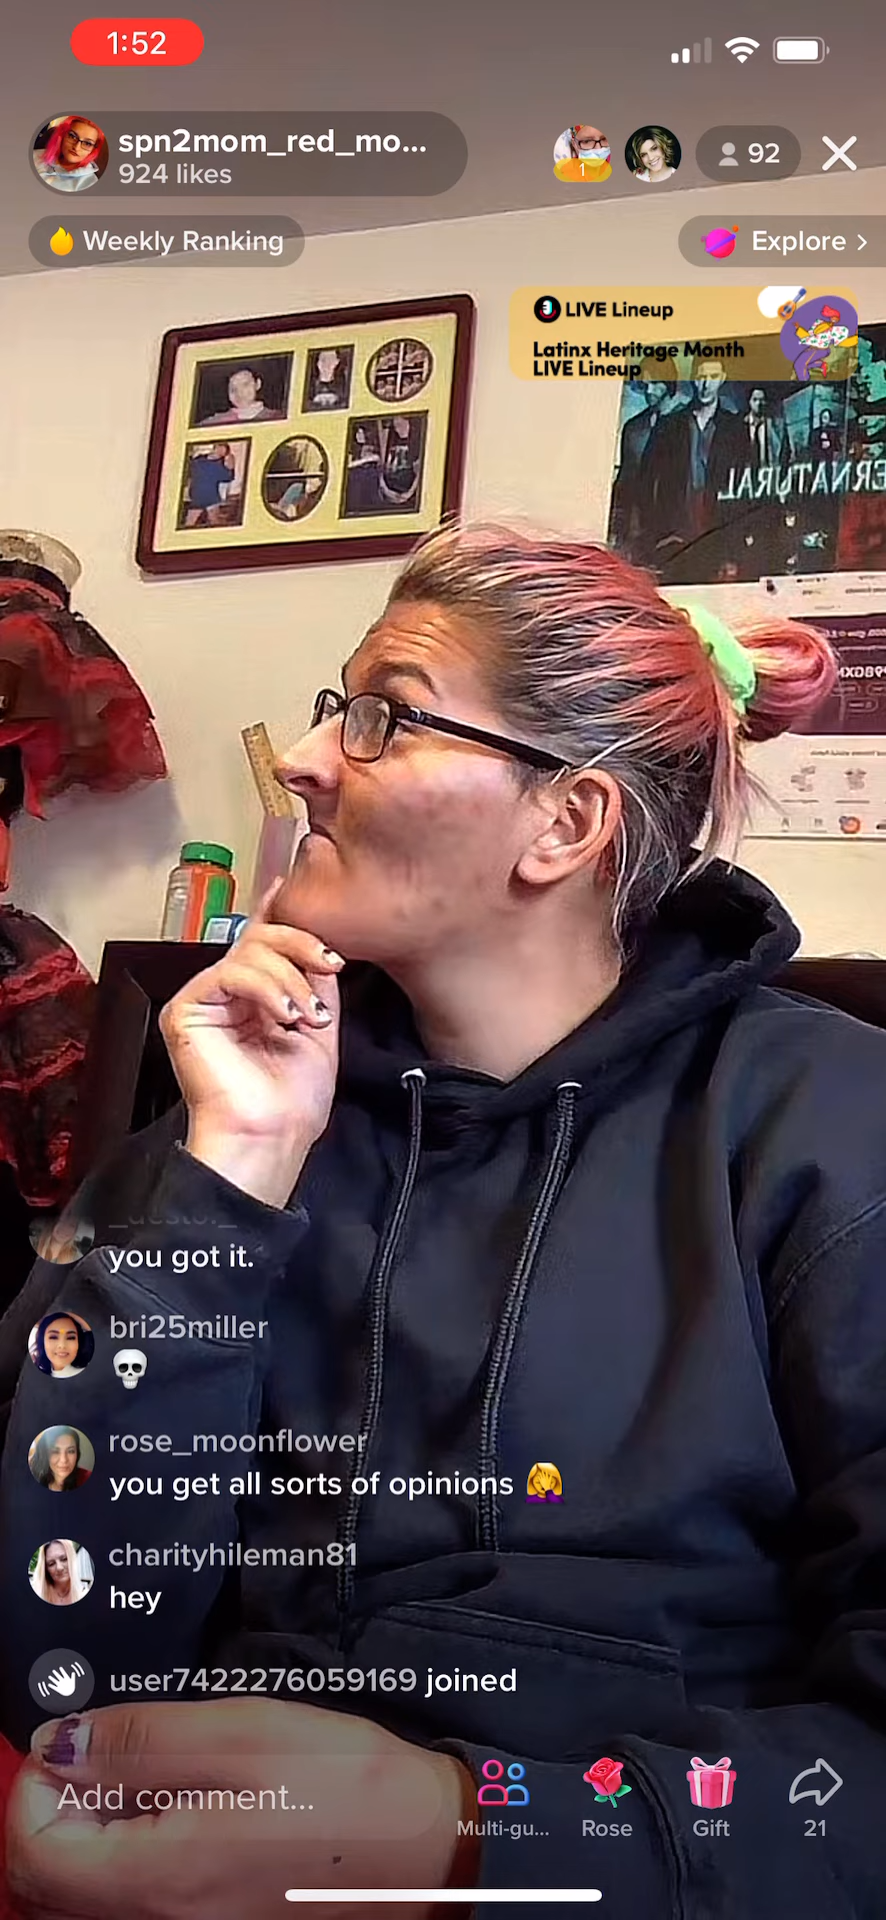 1:52
spn2mom_red_mo...
924 likes
1
92
Weekly Ranking
Explore >
LIVE Lineup
Latinx Heritage Month
LIVE Lineup
ERNATURAL
you got it.
bri25miller
rose_moonflower
you get all sorts of opinions
charityhileman81
hey
user7422276059169 joined
Add comment...
Multi-gu...
Rose
Gift
21